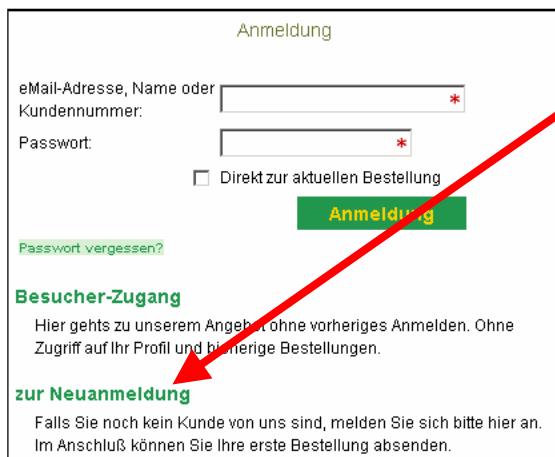 Anmeldung
eMail-Adresse, Name oder
Kundennummer:
*
Passwort:
*
Direkt zur aktuellen Bestellung
Anmeldung
Passwort vergessen?
Besucher-Zugang
Hier gehts zu unserem Angebot ohne vorheriges Anmelden. Ohne
Zugriff auf Ihr Profil und bisherige Bestellungen.
zur Neuanmeldung
Falls Sie noch kein Kunde von uns sind, melden Sie sich bitte hier an.
Im Anschluß können Sie Ihre erste Bestellung absenden.